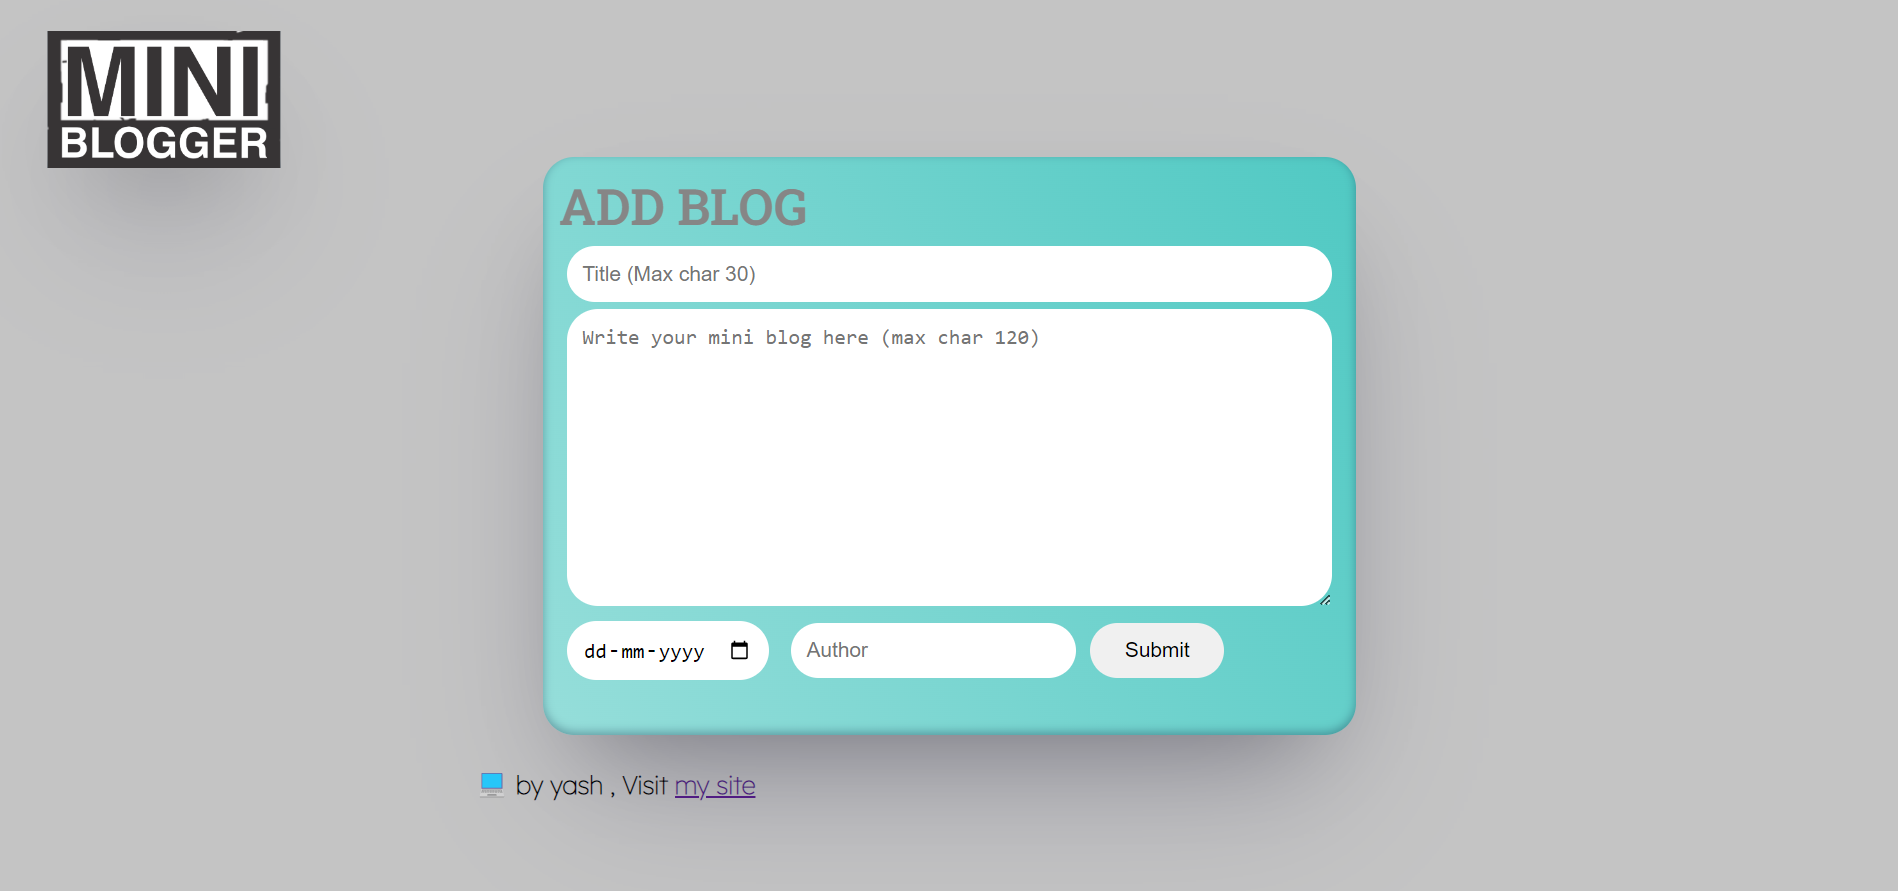 MINI
BLOGGER
ADD BLOG
Title (Max char 30)
Write your mini blog here (max char 120)
dd-mm-yyyy
Author
Submit
by yash , Visit my site